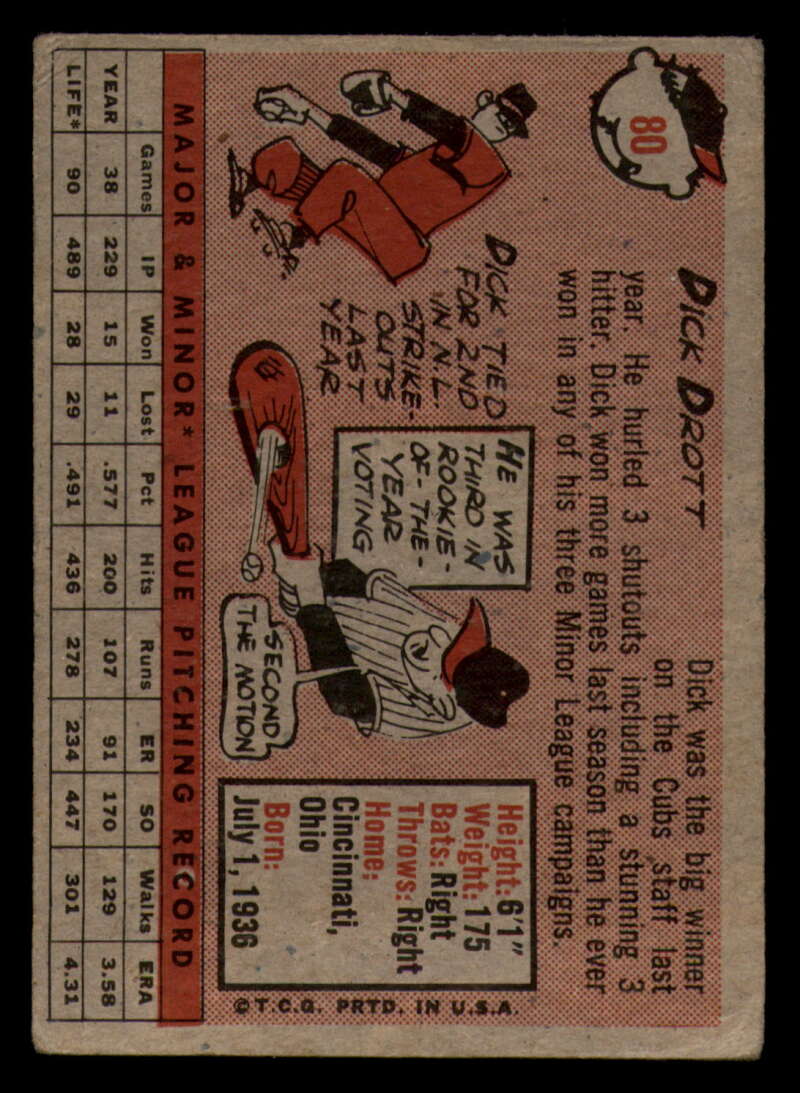 80
DICK DROTT
Dick was the big winner
on the Cubs staff last
year. He hurled 3 shutouts including a stunning 3
hitter. Dick won more games last season than he ever
won in any of his three Minor League campaigns.
DICK TIED
FOR 2ND
IN N.L.
STRIKE-
OUTS
LAST
YEAR
HE WAS
THIRD IN
ROOKIE-
OF-THE-
YEAR
VOTING
SECOND
THE MOTION
Height: 6'1"
Weight: 175
Bats: Right
Throws: Right
Home:
Cincinnati,
Ohio
Born:
July 1, 1936
©T.C.G. PRTD. IN U.S.A.
MAJOR & MINOR* LEAGUE PITCHING RECORD
Games IP Won Lost Pct Hits Runs ER SO Walks ERA
YEAR 38 229 15 11 .577 200 107 91 170 129 3.58
LIFE* 90 489 28 29 .491 436 278 234 447 301 4.31